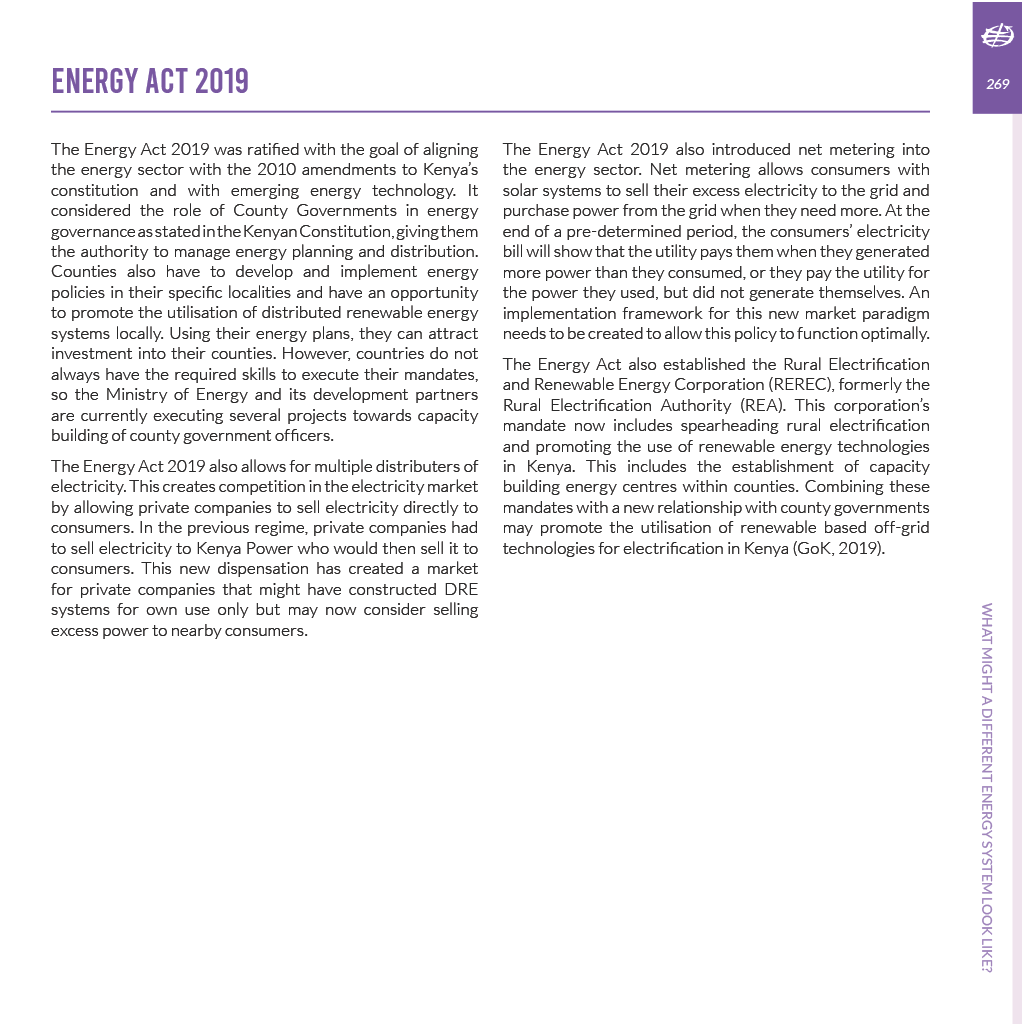 269
ENERGY ACT 2019
The Energy Act 2019 was ratified with the goal of aligning
the energy sector with the 2010 amendments to Kenya's
constitution and with emerging energy technology. It
considered the role of County Governments in energy
governance as stated in the Kenyan Constitution, giving them
the authority to manage energy planning and distribution.
Counties also have to develop and implement energy
policies in their specific localities and have an opportunity
to promote the utilisation of distributed renewable energy
systems locally. Using their energy plans, they can attract
investment into their counties. However, countries do not
always have the required skills to execute their mandates,
so the Ministry of Energy and its development partners
are currently executing several projects towards capacity
building of county government officers.
The Energy Act 2019 also allows for multiple distributers of
electricity. This creates competition in the electricity market
by allowing private companies to sell electricity directly to
consumers. In the previous regime, private companies had
to sell electricity to Kenya Power who would then sell it to
consumers. This new dispensation has created a market
for private companies that might have constructed DRE
systems for own use only but may now consider selling
excess power to nearby consumers.
The Energy Act 2019 also introduced net metering into
the energy sector. Net metering allows consumers with
solar systems to sell their excess electricity to the grid and
purchase power from the grid when they need more. At the
end of a pre-determined period, the consumers' electricity
bill will show that the utility pays them when they generated
more power than they consumed, or they pay the utility for
the power they used, but did not generate themselves. An
implementation framework for this new market paradigm
needs to be created to allow this policy to function optimally.
The Energy Act also established the Rural Electrification
and Renewable Energy Corporation (REREC), formerly the
Rural Electrification Authority (REA). This corporation's
mandate now includes spearheading rural electrification
and promoting the use of renewable energy technologies
in Kenya. This includes the establishment of capacity
building energy centres within counties. Combining these
mandates with a new relationship with county governments
may promote the utilisation of renewable based off-grid
technologies for electrification in Kenya (GoK, 2019).
WHAT MIGHT A DIFFERENT ENERGY SYSTEM LOOK LIKE?